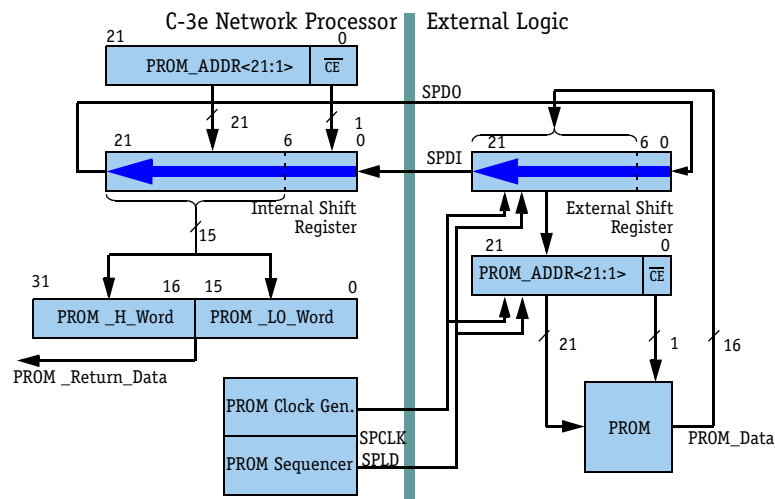 C-3e Network Processor
External Logic
21 0
PROM_ADDR<21:1> CE
SPDO
21 1
21 6 0
SPDI
21 6 0
Internal Shift
Register
External Shift
Register
15
21 0
PROM_ADDR<21:1> CE
31 16 15 0
PROM _H_Word PROM _LO_Word
21 1 16
PROM _Return_Data
PROM Clock Gen.
SPCLK
PROM Sequencer
SPLD
PROM
PROM_Data